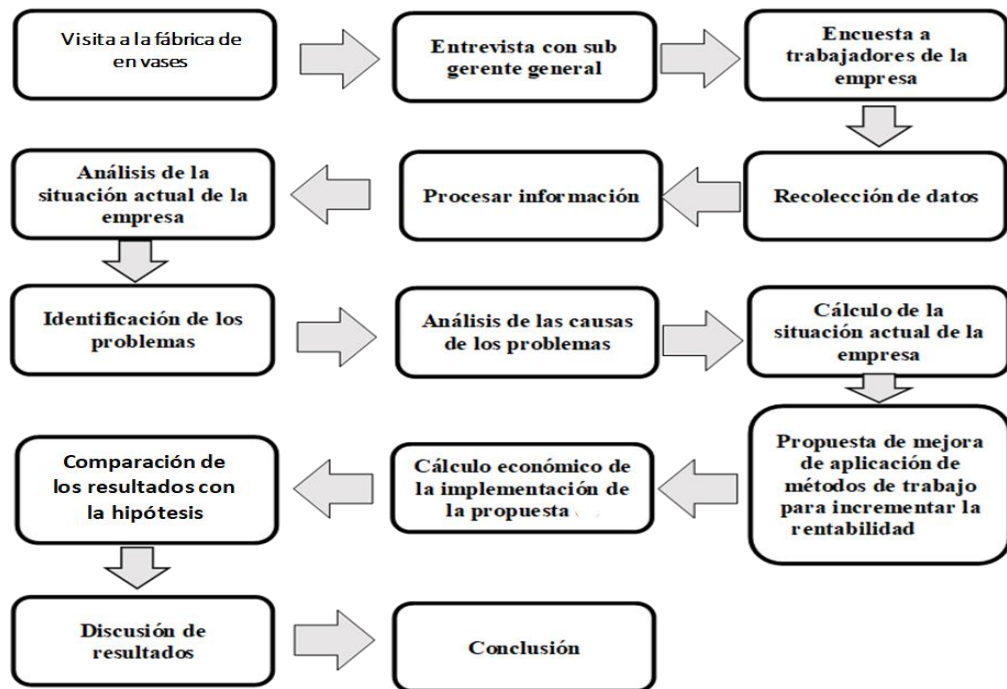 Visita a la fábrica de
en vases
Entrevista con sub
gerente general
Encuesta a
trabajadores de la
empresa
Recolección de datos
Procesar información
Análisis de la
situación actual de la
empresa
Identificación de los
problemas
Análisis de las causas
de los problemas
Cálculo de la
situación actual de la
empresa
Propuesta de mejora
de aplicación de
métodos de trabajo
para incrementar la
rentabilidad
Cálculo económico de
la implementación de
la propuesta
Comparación de
los resultados con
la hipótesis
Discusión de
resultados
Conclusión